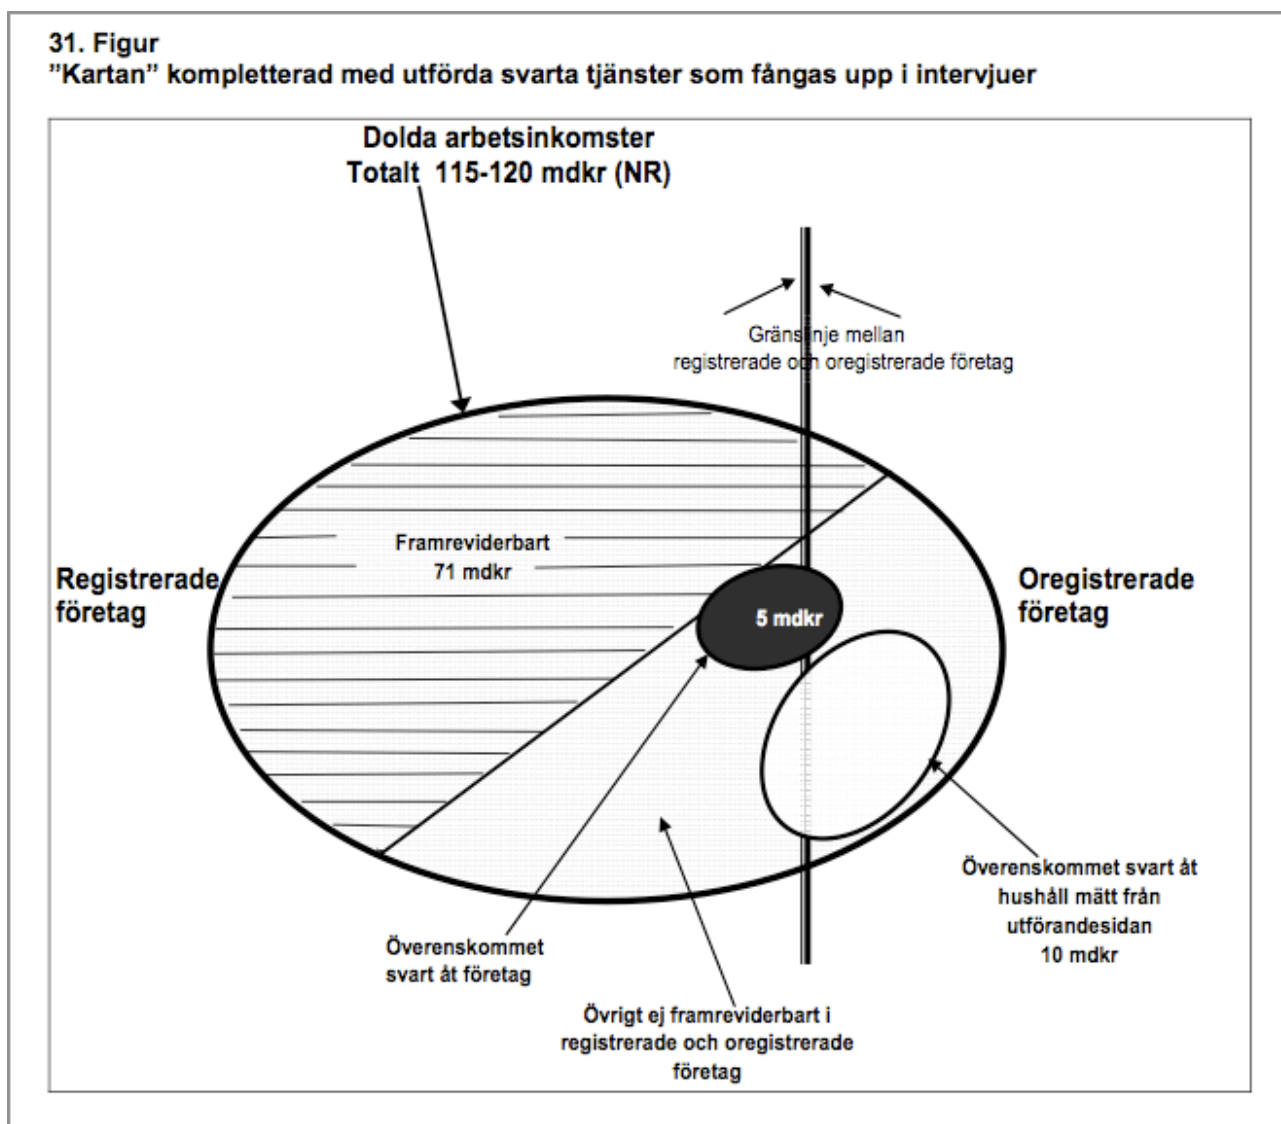 31. Figur
”Kartan” kompletterad med utförda svarta tjänster som fångas upp i intervjuer
Dolda arbetsinkomster
Totalt 115-120 mdkr (NR)
Gränslinje mellan
registrerade och oregistrerade företag
Framreviderbart
71 mdkr
Registrerade
företag
5 mdkr
Oregistrerade
företag
Överenskommet svart åt
hushåll mätt från
utförandesidan
10 mdkr
Överenskommet
svart åt företag
Övrigt ej framreviderbart i
registrerade och oregistrerade
företag